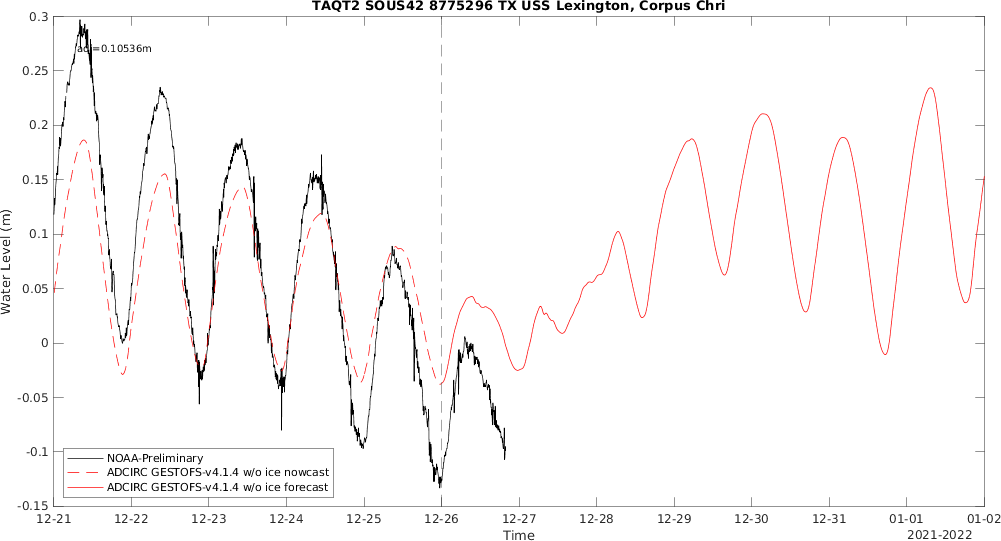 TAQT2 SOUS42 8775296 TX USS Lexington, Corpus Chri
=0.10536m
Water Level (m)
0.3
0.25
0.2
0.15
0.1
0.05
0
-0.05
-0.1
-0.15
NOAA-Preliminary
ADCIRC GESTOFS-v4.1.4 w/o ice nowcast
ADCIRC GESTOFS-v4.1.4 w/o ice forecast
12-21 12-22 12-23 12-24 12-25 12-26 12-27 12-28 12-29 12-30 12-31 01-01 01-02
Time
2021-2022